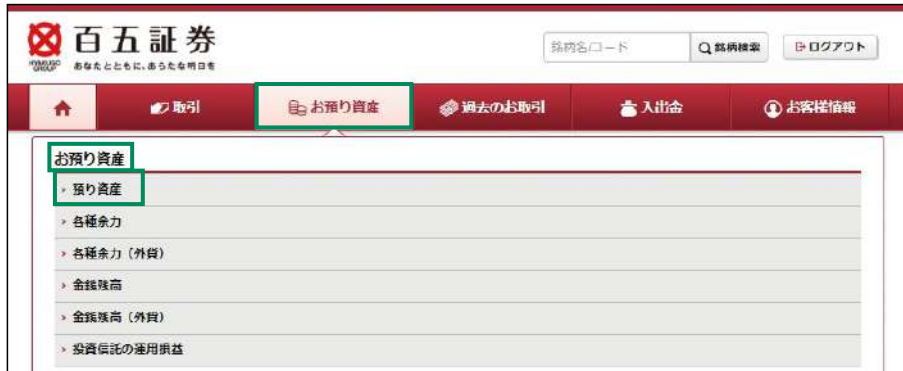 百五証券
HYAKUGO GROUP
あなたとともに、あらたな明日を
銘柄名/コード
銘柄検索
ログアウト
取引
お預り資産
過去のお取引
入出金
お客様情報
お預り資産
預り資産
各種余力
各種余力（外貨）
金銭残高
金銭残高（外貨）
投資信託の運用損益